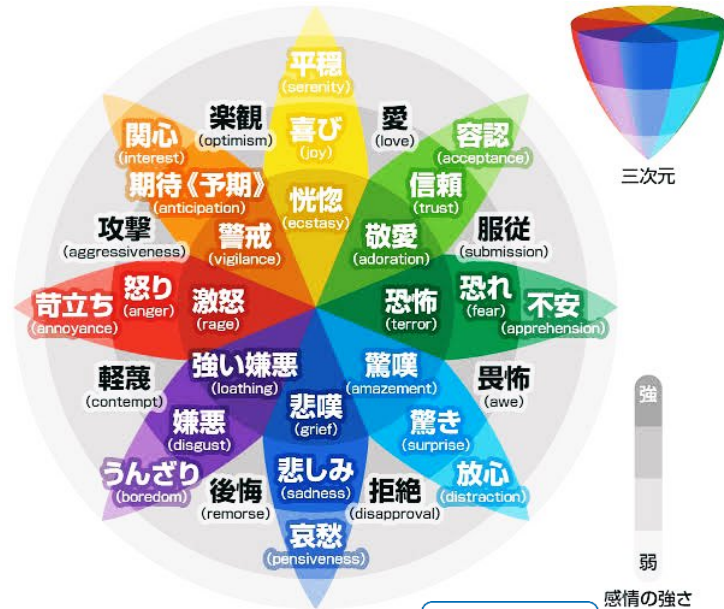 平穏
(serenity)
関心
(interest)
楽観
(optimism)
喜び
(joy)
愛
(love)
容認
(acceptance)
三次元
期待《予期》
(anticipation)
恍惚
(ecstasy)
信頼
(trust)
攻撃
(aggressiveness)
警戒
(vigilance)
敬愛
(adoration)
服従
(submission)
苛立ち
(annoyance)
怒り
(anger)
激怒
(rage)
恐怖
(terror)
恐れ
(fear)
不安
(apprehension)
軽蔑
(contempt)
強い嫌悪
(loathing)
驚嘆
(amazement)
畏怖
(awe)
嫌悪
(disgust)
悲嘆
(grief)
驚き
(surprise)
うんざり
(boredom)
後悔
(remorse)
悲しみ
(sadness)
拒絶
(disapproval)
放心
(distraction)
哀愁
(pensiveness)
強
弱
感情の強さ